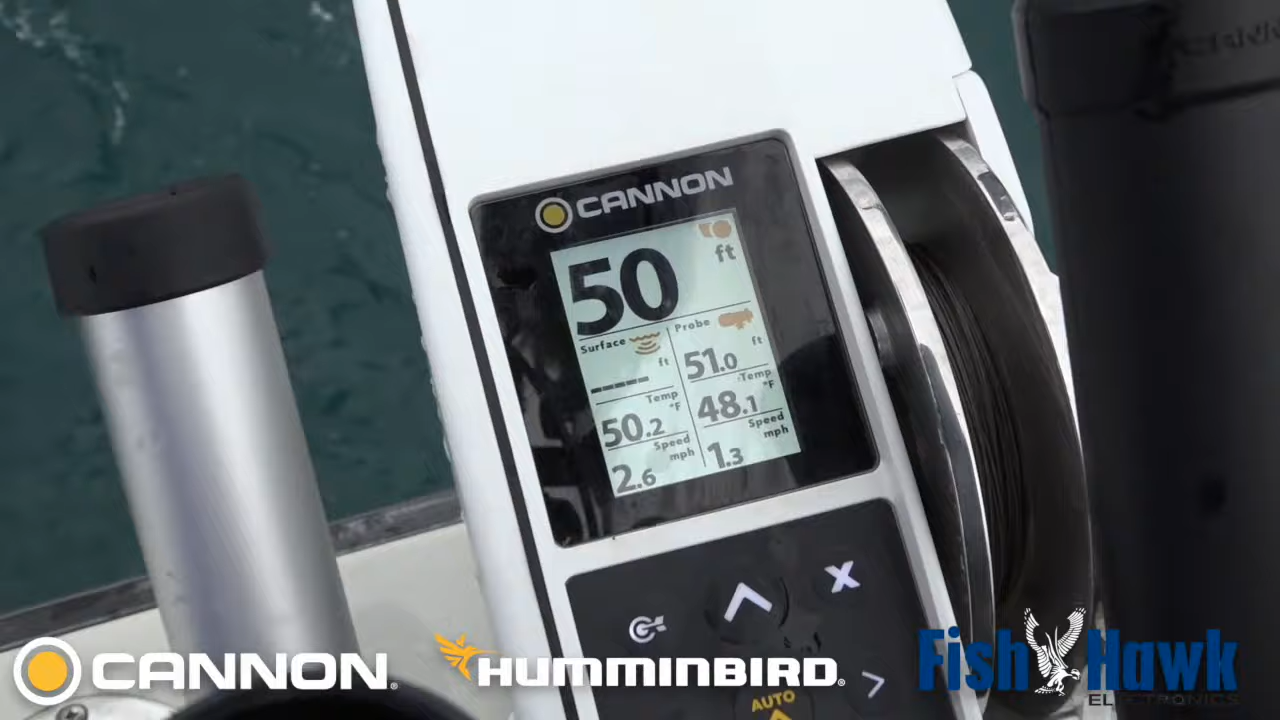 CANNON
50 ft
Surface
Probe
ft
51.0 ft
----
Temp
°F
Temp
°F
50.2
48.1
Speed
mph
Speed
mph
2.6
1.3
X
AUTO
CANNON®
HUMMINBIRD®
Fish Hawk
ELECTRONICS